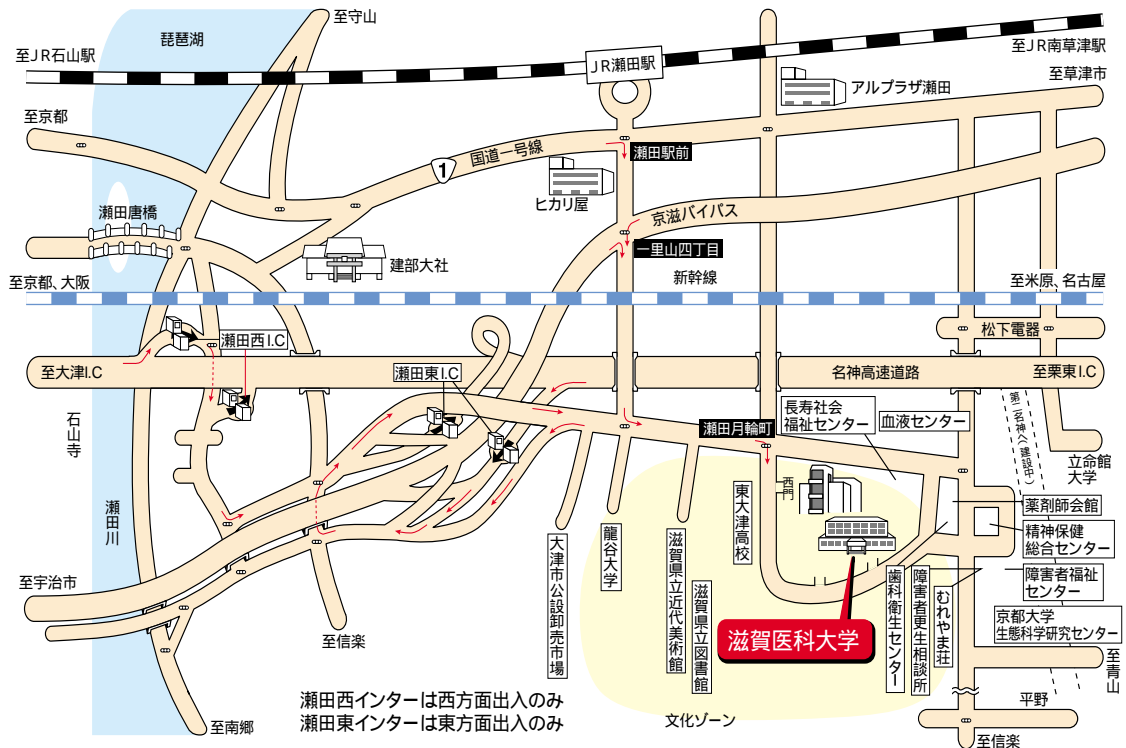 至守山
琵琶湖
至JR石山駅
JR瀬田駅
至JR南草津駅
至草津市
アルプラザ瀬田
至京都
国道一号線
1
瀬田駅前
ヒカリ屋
瀬田唐橋
京滋バイパス
一里山四丁目
建部大社
新幹線
至京都、大阪
至米原、名古屋
松下電器
瀬田西I.C
至大津I.C
瀬田東I.C
名神高速道路
至栗東I.C
石山寺
長寿社会
福祉センター
血液センター
第二名神へ(建設中)
瀬田月輪町
立命館
大学
西門
東大津高校
薬剤師会館
瀬田川
精神保健
総合センター
大津市公設卸売市場
龍谷大学
滋賀県立近代美術館
滋賀県立図書館
歯科衛生センター
障害者更生相談所
むれやま荘
障害者福祉
センター
至宇治市
京都大学
生態科学研究センター
至信楽
滋賀医科大学
至青山
瀬田西インターは西方面出入のみ
瀬田東インターは東方面出入のみ
平野
至南郷
文化ゾーン
至信楽